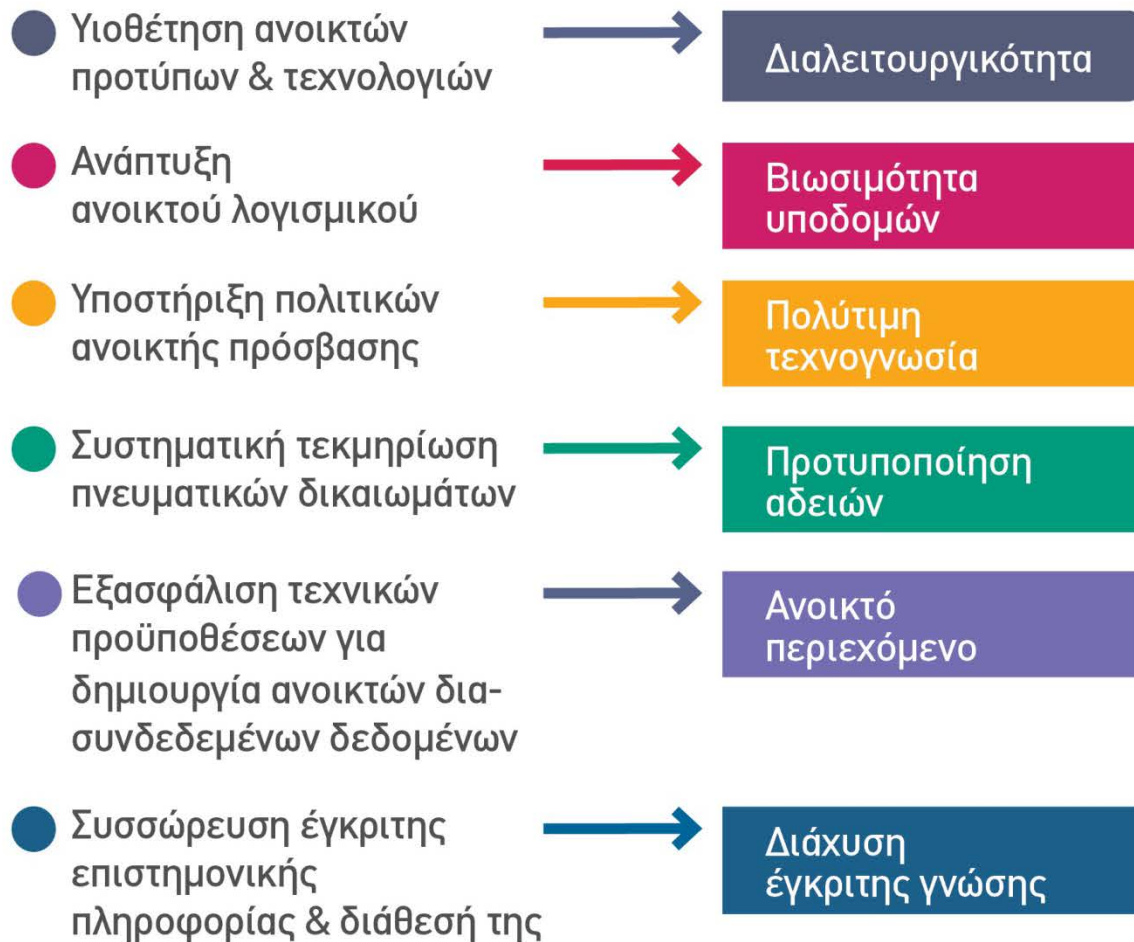 Υιοθέτηση ανοικτών
προτύπων & τεχνολογιών
Διαλειτουργικότητα
Ανάπτυξη
ανοικτού λογισμικού
Βιωσιμότητα
υποδομών
Υποστήριξη πολιτικών
ανοικτής πρόσβασης
Πολύτιμη
τεχνογνωσία
Συστηματική τεκμηρίωση
πνευματικών δικαιωμάτων
Προτυποποίηση
αδειών
Εξασφάλιση τεχνικών
προϋποθέσεων για
δημιουργία ανοικτών δια-
συνδεδεμένων δεδομένων
Ανοικτό
περιεχόμενο
Συσσώρευση έγκριτης
επιστημονικής
πληροφορίας & διάθεσή της
Διάχυση
έγκριτης γνώσης